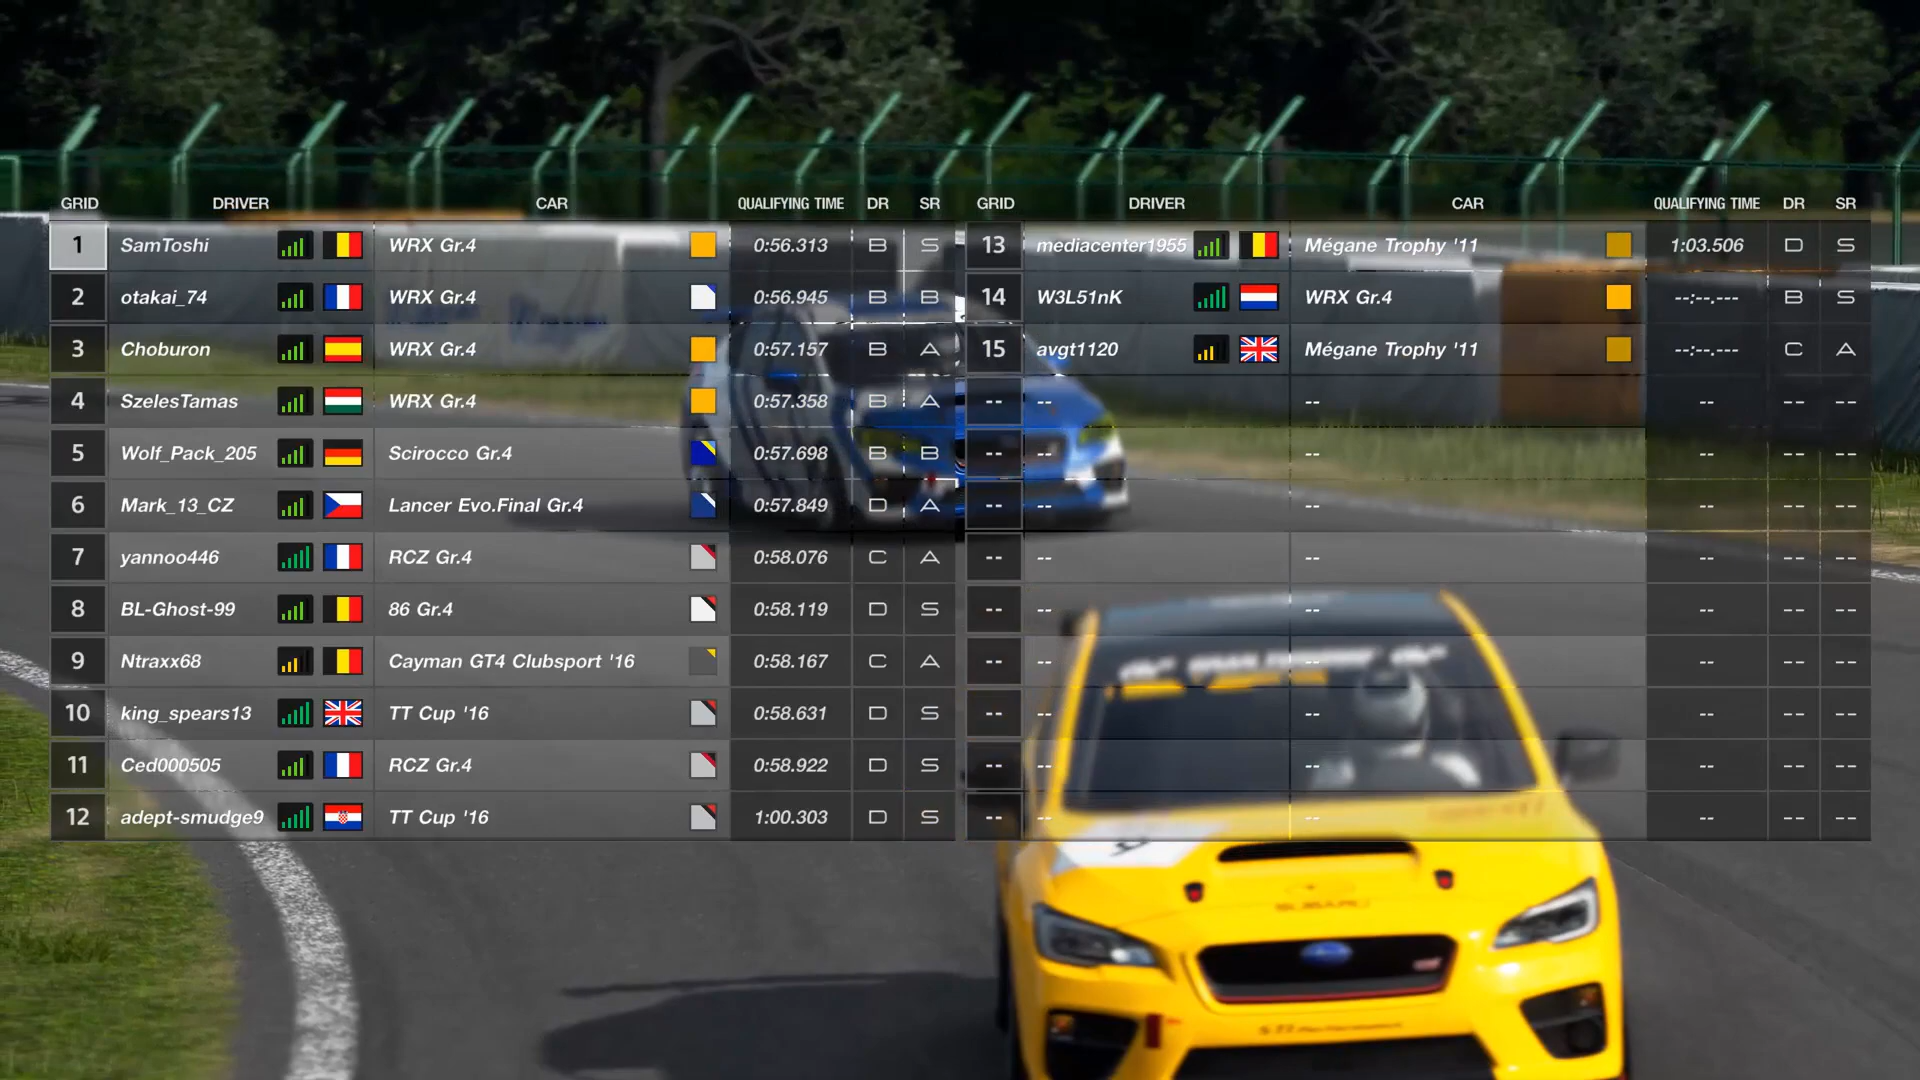 GRID DRIVER CAR QUALIFYING TIME DR SR
1 SamToshi WRX Gr.4 0:56.313 B S
2 otakai_74 WRX Gr.4 0:56.945 B B
3 Choburon WRX Gr.4 0:57.157 B A
4 SzelesTamas WRX Gr.4 0:57.358 B A
5 Wolf_Pack_205 Scirocco Gr.4 0:57.698 B B
6 Mark_13_CZ Lancer Evo.Final Gr.4 0:57.849 D A
7 yannoo446 RCZ Gr.4 0:58.076 C A
8 BL-Ghost-99 86 Gr.4 0:58.119 D S
9 Ntraxx68 Cayman GT4 Clubsport '16 0:58.167 C A
10 king_spears13 TT Cup '16 0:58.631 D S
11 Ced000505 RCZ Gr.4 0:58.922 D S
12 adept-smudge9 TT Cup '16 1:00.303 D S
GRID DRIVER CAR QUALIFYING TIME DR SR
13 mediacenter1955 Mégane Trophy '11 1:03.506 D S
14 W3L51nK WRX Gr.4 --:--.--- B S
15 avgt1120 Mégane Trophy '11 --:--.--- C A
-- -- -- -- -- --
-- -- -- -- -- --
-- -- -- -- -- --
-- -- -- -- -- --
-- -- -- -- -- --
-- -- -- -- -- --
-- -- -- -- -- --
-- -- -- -- -- --
-- -- -- -- -- --
SUBARU